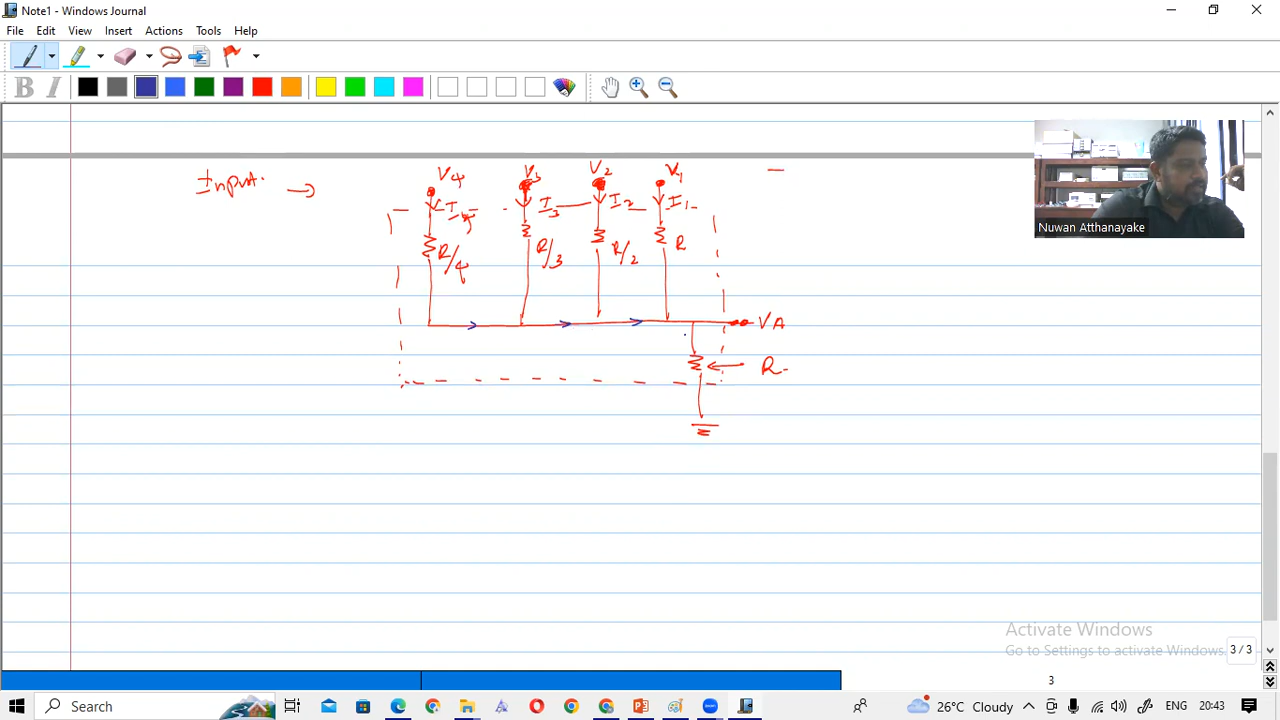 Note1 - Windows Journal
File Edit View Insert Actions Tools Help
B I
Nuwan Atthanayake
Input. →
V4 V3 V2 V1
I4 I3 I2 I1
R/4 R/3 R/2 R
VA
R
Activate Windows
Go to Settings to activate Windows.
3 / 3
3
Search
26°C Cloudy
ENG
20:43